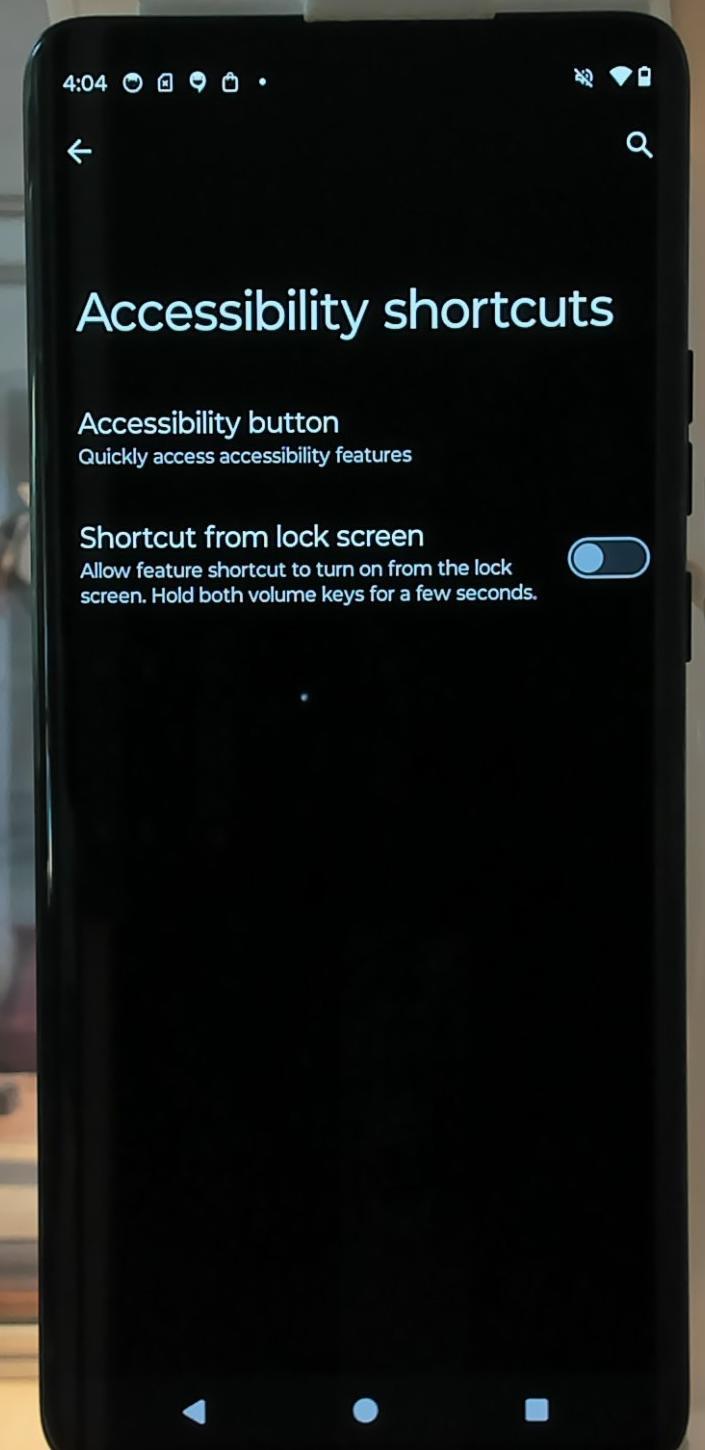 4:04
Accessibility shortcuts
Accessibility button
Quickly access accessibility features
Shortcut from lock screen
Allow feature shortcut to turn on from the lock
screen. Hold both volume keys for a few seconds.